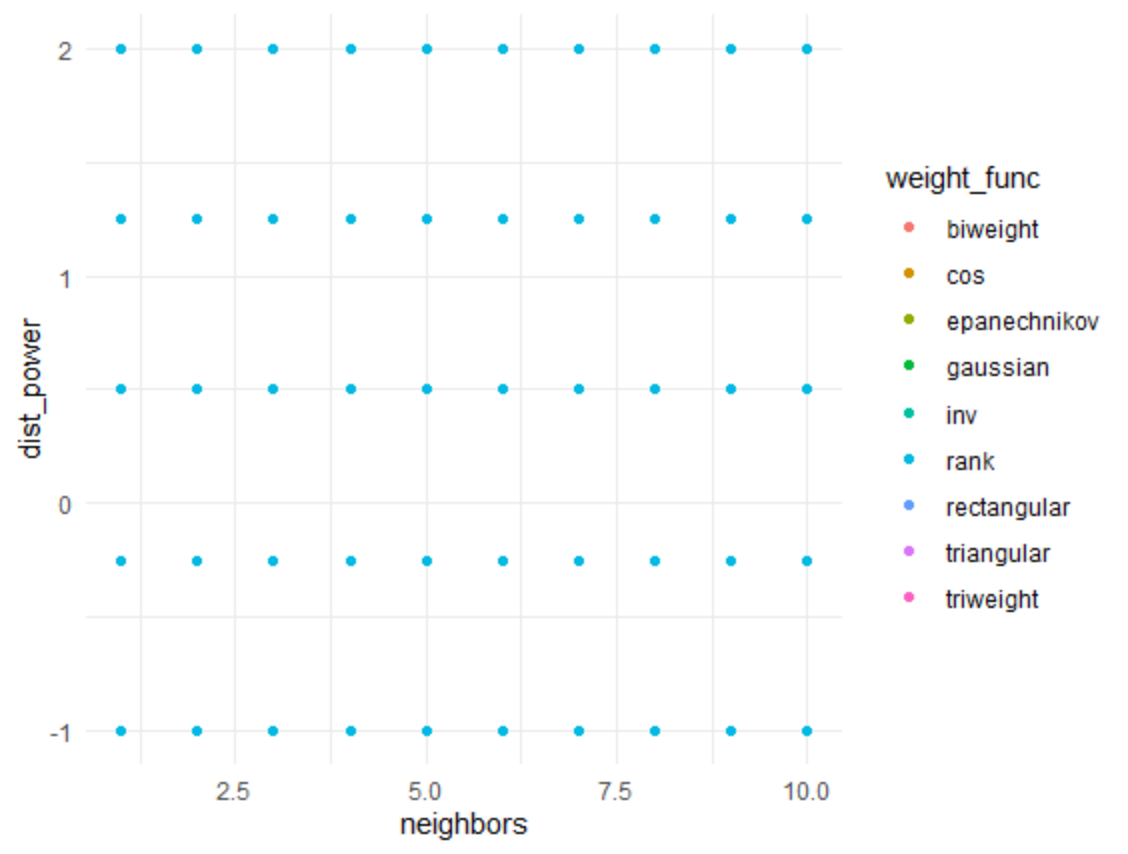 2
1
0
-1
dist_power
2.5
5.0
7.5
10.0
neighbors
weight_func
biweight
cos
epanechnikov
gaussian
inv
rank
rectangular
triangular
triweight